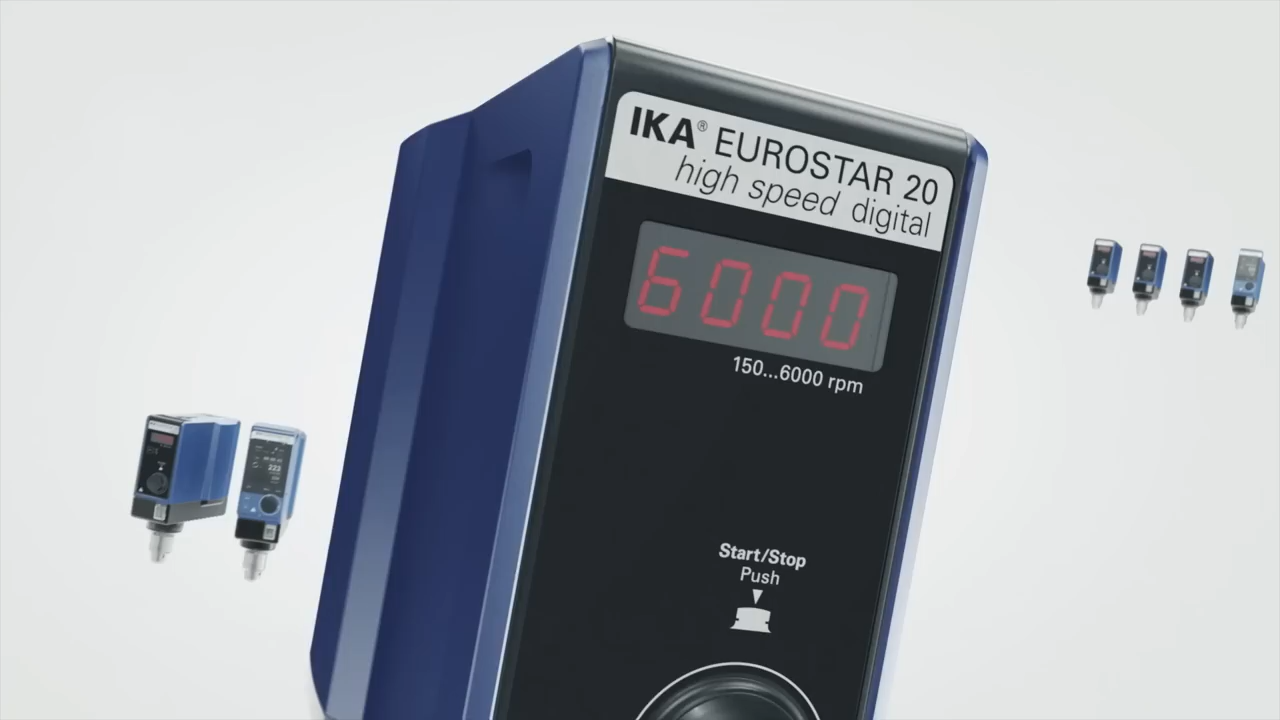 IKA® EUROSTAR 20
high speed digital
6000
150...6000 rpm
Start/Stop
Push